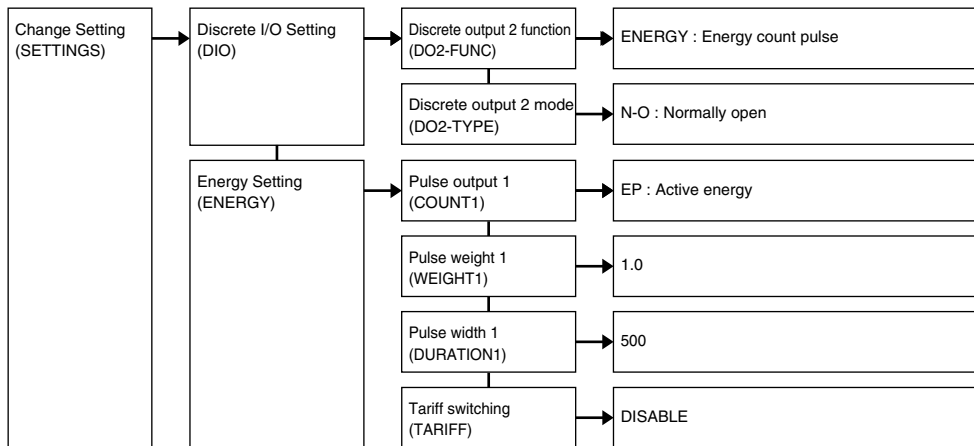 Change Setting
(SETTINGS)
Discrete I/O Setting
(DIO)
Discrete output 2 function
(DO2-FUNC)
ENERGY : Energy count pulse
Discrete output 2 mode
(DO2-TYPE)
N-O : Normally open
Energy Setting
(ENERGY)
Pulse output 1
(COUNT1)
EP : Active energy
Pulse weight 1
(WEIGHT1)
1.0
Pulse width 1
(DURATION1)
500
Tariff switching
(TARIFF)
DISABLE